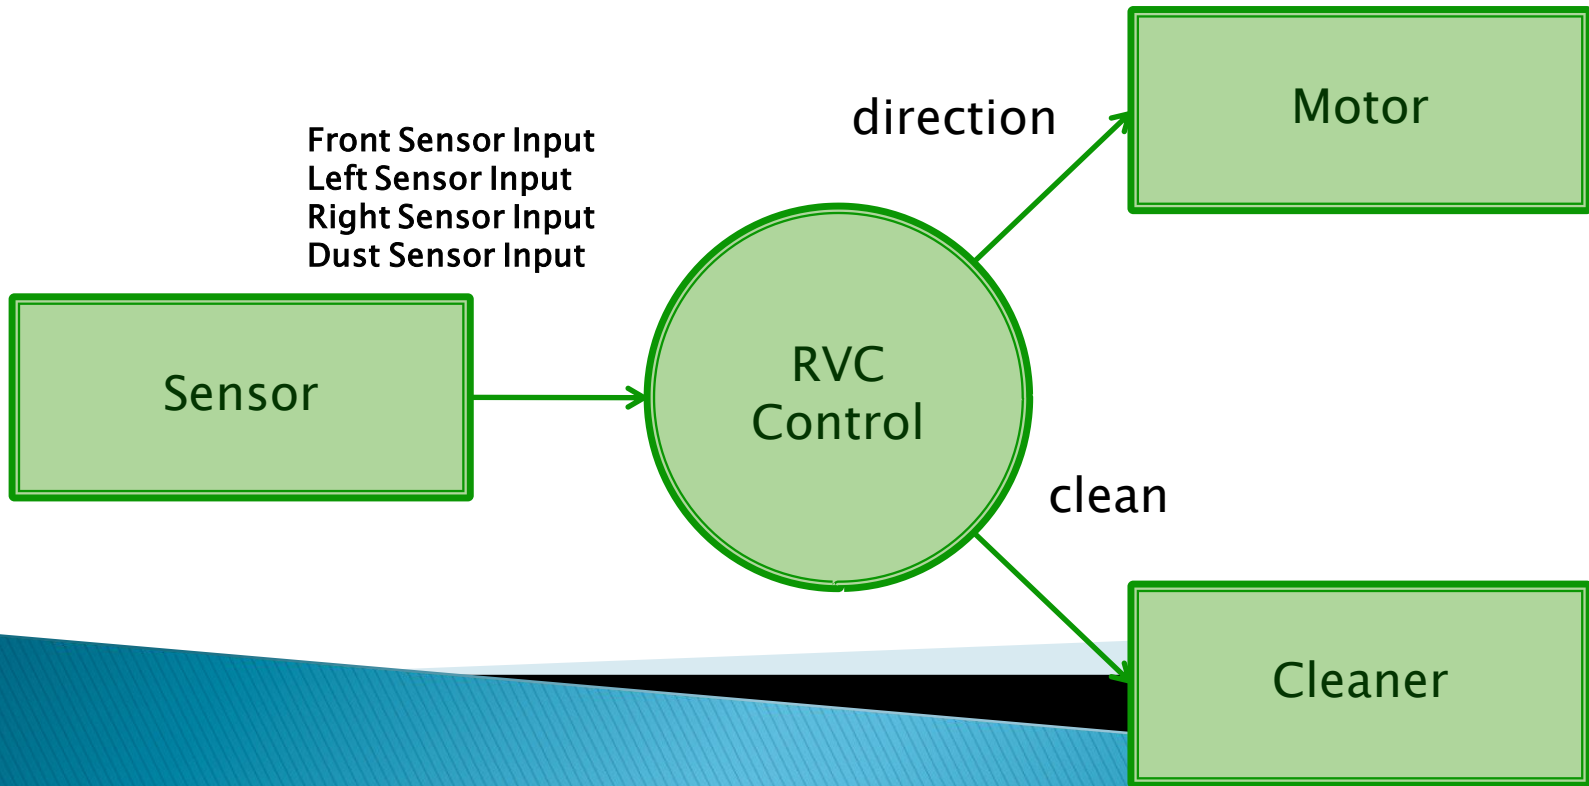 Front Sensor Input
Left Sensor Input
Right Sensor Input
Dust Sensor Input
Sensor
RVC
Control
direction
Motor
clean
Cleaner